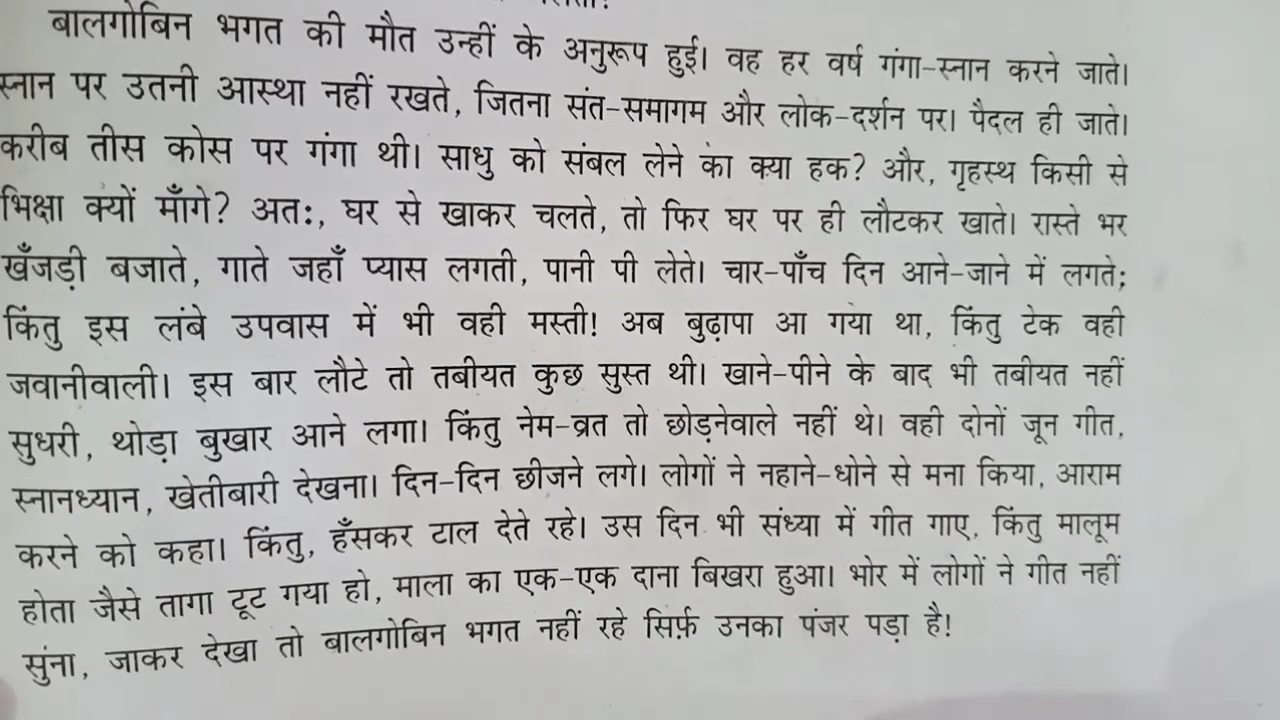 बालगोबिन भगत की मौत उन्हीं के अनुरूप हुई। वह हर वर्ष गंगा-स्नान करने जाते।
स्नान पर उतनी आस्था नहीं रखते, जितना संत-समागम और लोक-दर्शन पर। पैदल ही जाते।
करीब तीस कोस पर गंगा थी। साधु को संबल लेने का क्या हक? और, गृहस्थ किसी से
भिक्षा क्यों माँगे? अतः, घर से खाकर चलते, तो फिर घर पर ही लौटकर खाते। रास्ते भर
खँजड़ी बजाते, गाते जहाँ प्यास लगती, पानी पी लेते। चार-पाँच दिन आने-जाने में लगते;
किंतु इस लंबे उपवास में भी वही मस्ती! अब बुढ़ापा आ गया था, किंतु टेक वही
जवानीवाली। इस बार लौटे तो तबीयत कुछ सुस्त थी। खाने-पीने के बाद भी तबीयत नहीं
सुधरी, थोड़ा बुखार आने लगा। किंतु नेम-व्रत तो छोड़नेवाले नहीं थे। वही दोनों जून गीत,
स्नानध्यान, खेतीबारी देखना। दिन-दिन छीजने लगे। लोगों ने नहाने-धोने से मना किया, आराम
करने को कहा। किंतु, हँसकर टाल देते रहे। उस दिन भी संध्या में गीत गाए, किंतु मालूम
होता जैसे तागा टूट गया हो, माला का एक-एक दाना बिखरा हुआ। भोर में लोगों ने गीत नहीं
सुना, जाकर देखा तो बालगोबिन भगत नहीं रहे सिर्फ़ उनका पंजर पड़ा है!